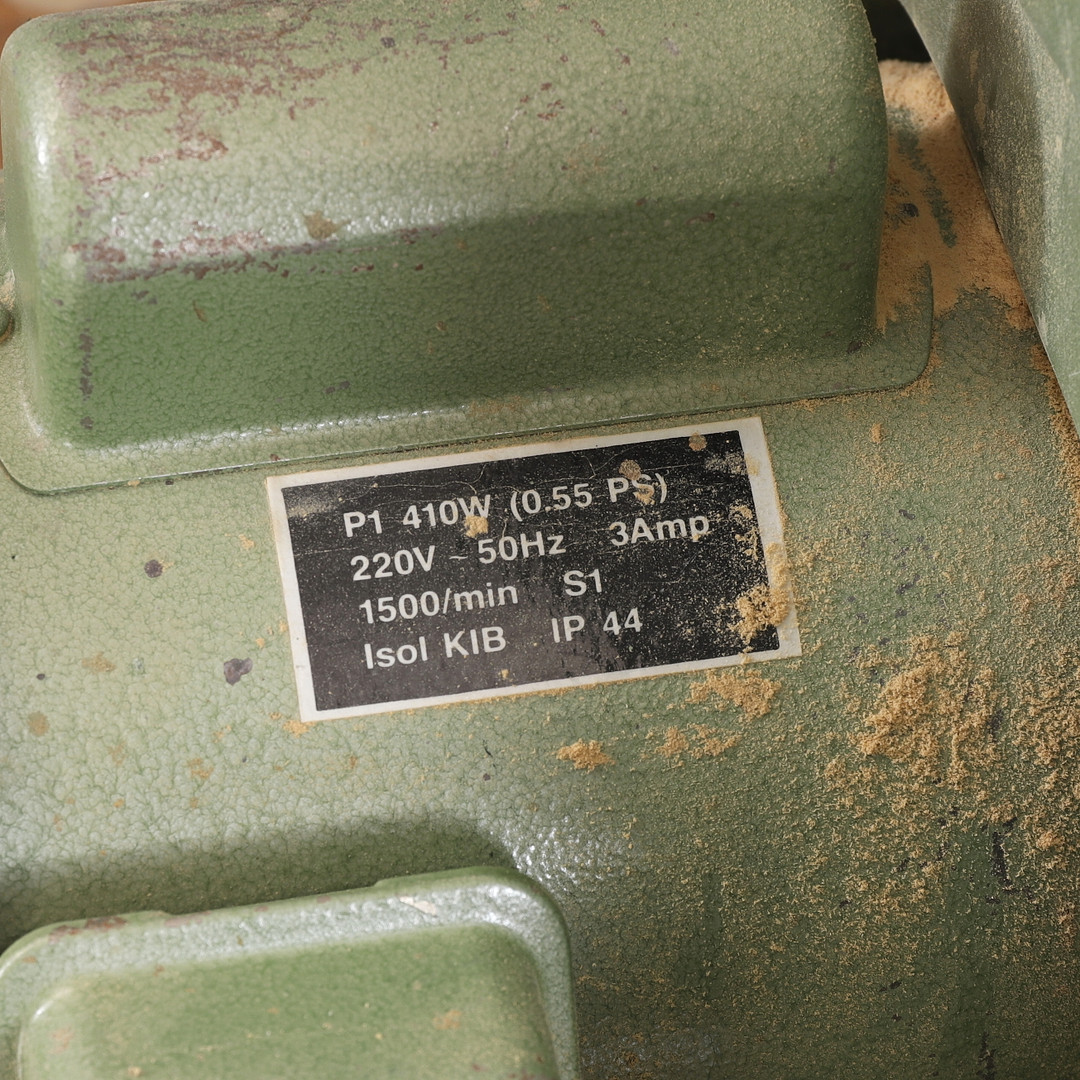 P1 410W (0.55 PS)
220V ~ 50Hz 3Amp
1500/min S1
Isol KIB IP 44